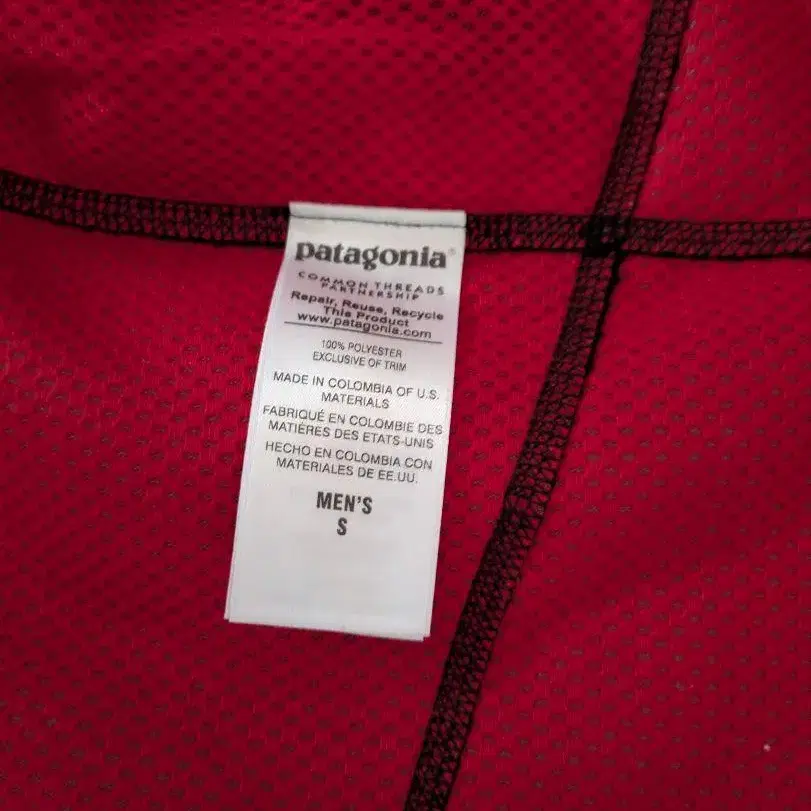 patagonia®
COMMON THREADS
PARTNERSHIP
Repair, Reuse, Recycle
This Product
www.patagonia.com
100% POLYESTER
EXCLUSIVE OF TRIM
MADE IN COLOMBIA OF U.S.
MATERIALS
FABRIQUÉ EN COLOMBIE DES
MATIÈRES DES ETATS-UNIS
HECHO EN COLOMBIA CON
MATERIALES DE EE.UU.
MEN'S
S